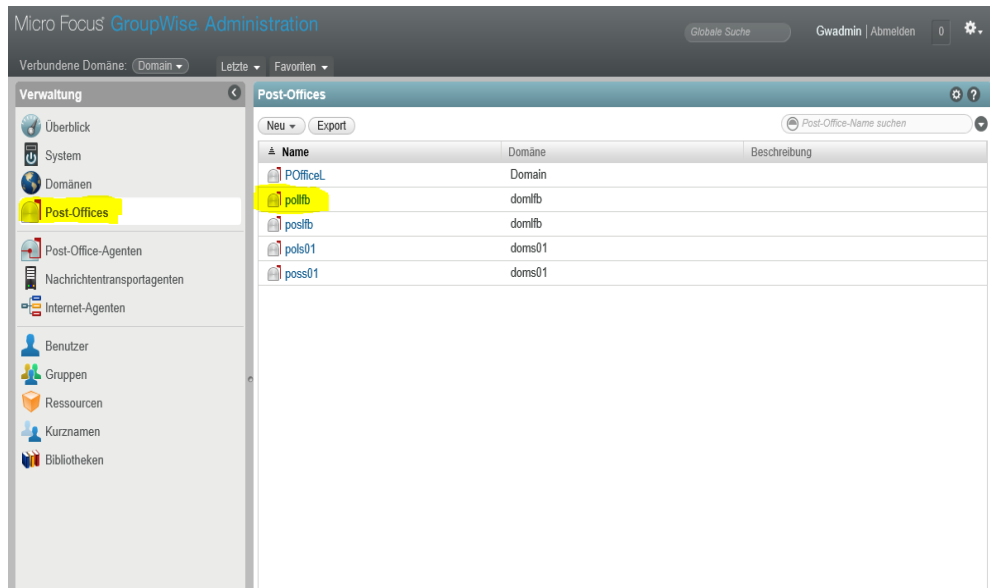 Micro Focus® GroupWise. Administration
Globale Suche
Gwadmin | Abmelden
0
Verbundene Domäne: Domain
Letzte
Favoriten
Verwaltung
Überblick
System
Domänen
Post-Offices
Post-Office-Agenten
Nachrichtentransportagenten
Internet-Agenten
Benutzer
Gruppen
Ressourcen
Kurznamen
Bibliotheken
Post-Offices
Neu
Export
Post-Office-Name suchen
Name Domäne Beschreibung
POfficeL Domain
pollfb domlfb
poslfb domlfb
pols01 doms01
poss01 doms01